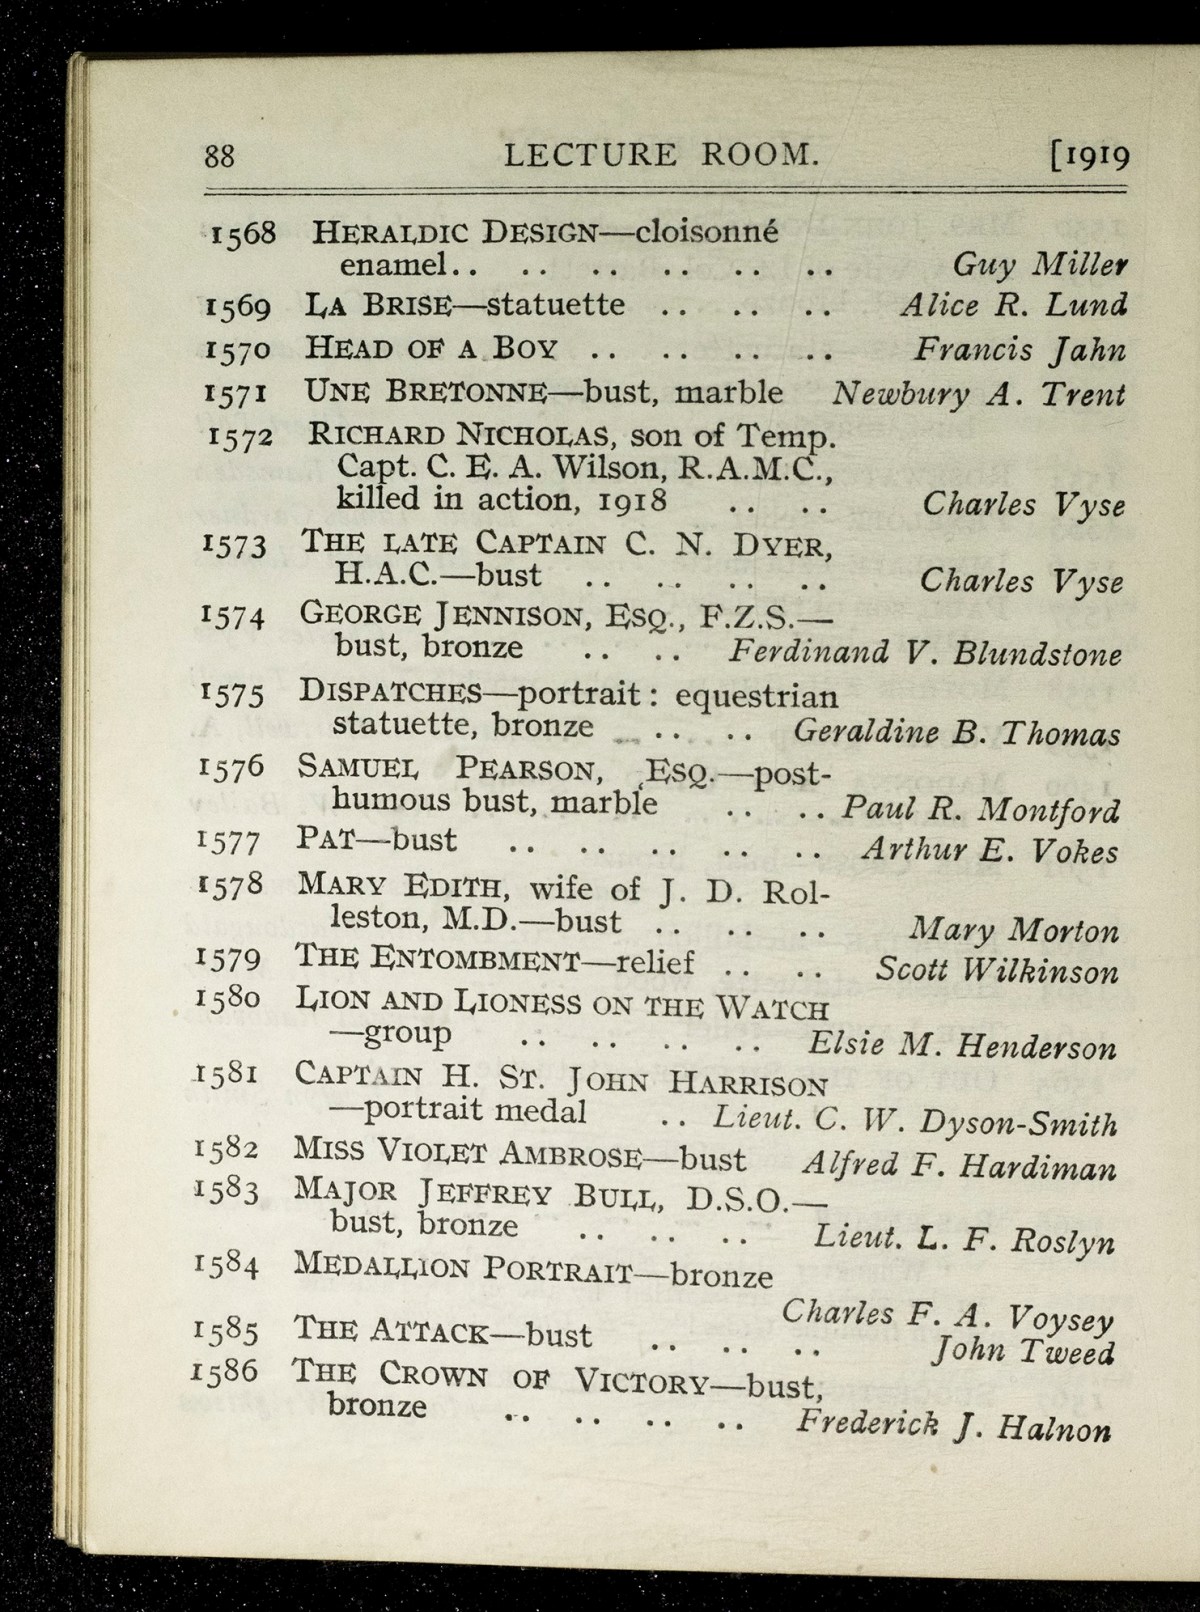 88 LECTURE ROOM. [1919
1568 HERALDIC DESIGN—cloisonné
enamel.. .. .. .. .. .. Guy Miller
1569 LA BRISE—statuette .. .. .. Alice R. Lund
1570 HEAD OF A BOY .. .. .. .. Francis Jahn
1571 UNE BRETONNE—bust, marble Newbury A. Trent
1572 RICHARD NICHOLAS, son of Temp.
Capt. C. E. A. Wilson, R.A.M.C.,
killed in action, 1918 .. .. Charles Vyse
1573 THE LATE CAPTAIN C. N. DYER,
H.A.C.—bust .. .. .. .. Charles Vyse
1574 GEORGE JENNISON, ESQ., F.Z.S.—
bust, bronze .. .. Ferdinand V. Blundstone
1575 DISPATCHES—portrait: equestrian
statuette, bronze .. .. Geraldine B. Thomas
1576 SAMUEL PEARSON, ESQ.—post-
humous bust, marble .. .. Paul R. Montford
1577 PAT—bust .. .. .. .. .. Arthur E. Vokes
1578 MARY EDITH, wife of J. D. Rol-
leston, M.D.—bust .. .. .. Mary Morton
1579 THE ENTOMBMENT—relief .. .. Scott Wilkinson
1580 LION AND LIONESS ON THE WATCH
—group .. .. .. .. Elsie M. Henderson
1581 CAPTAIN H. ST. JOHN HARRISON
—portrait medal .. Lieut. C. W. Dyson-Smith
1582 MISS VIOLET AMBROSE—bust Alfred F. Hardiman
1583 MAJOR JEFFREY BULL, D.S.O.—
bust, bronze .. .. .. Lieut. L. F. Roslyn
1584 MEDALLION PORTRAIT—bronze
Charles F. A. Voysey
1585 THE ATTACK—bust .. .. .. John Tweed
1586 THE CROWN OF VICTORY—bust,
bronze .. .. .. .. Frederick J. Halnon